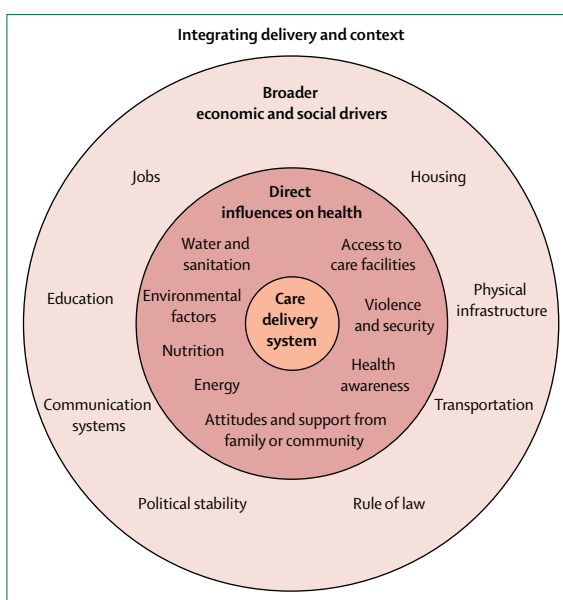 Integrating delivery and context
Broader
economic and social drivers
Jobs
Housing
Direct
influences on health
Water and
sanitation
Access to
care facilities
Education
Environmental
factors
Care
delivery
system
Violence
and security
Physical
infrastructure
Nutrition
Health
awareness
Energy
Communication
systems
Transportation
Attitudes and support from
family or community
Political stability
Rule of law